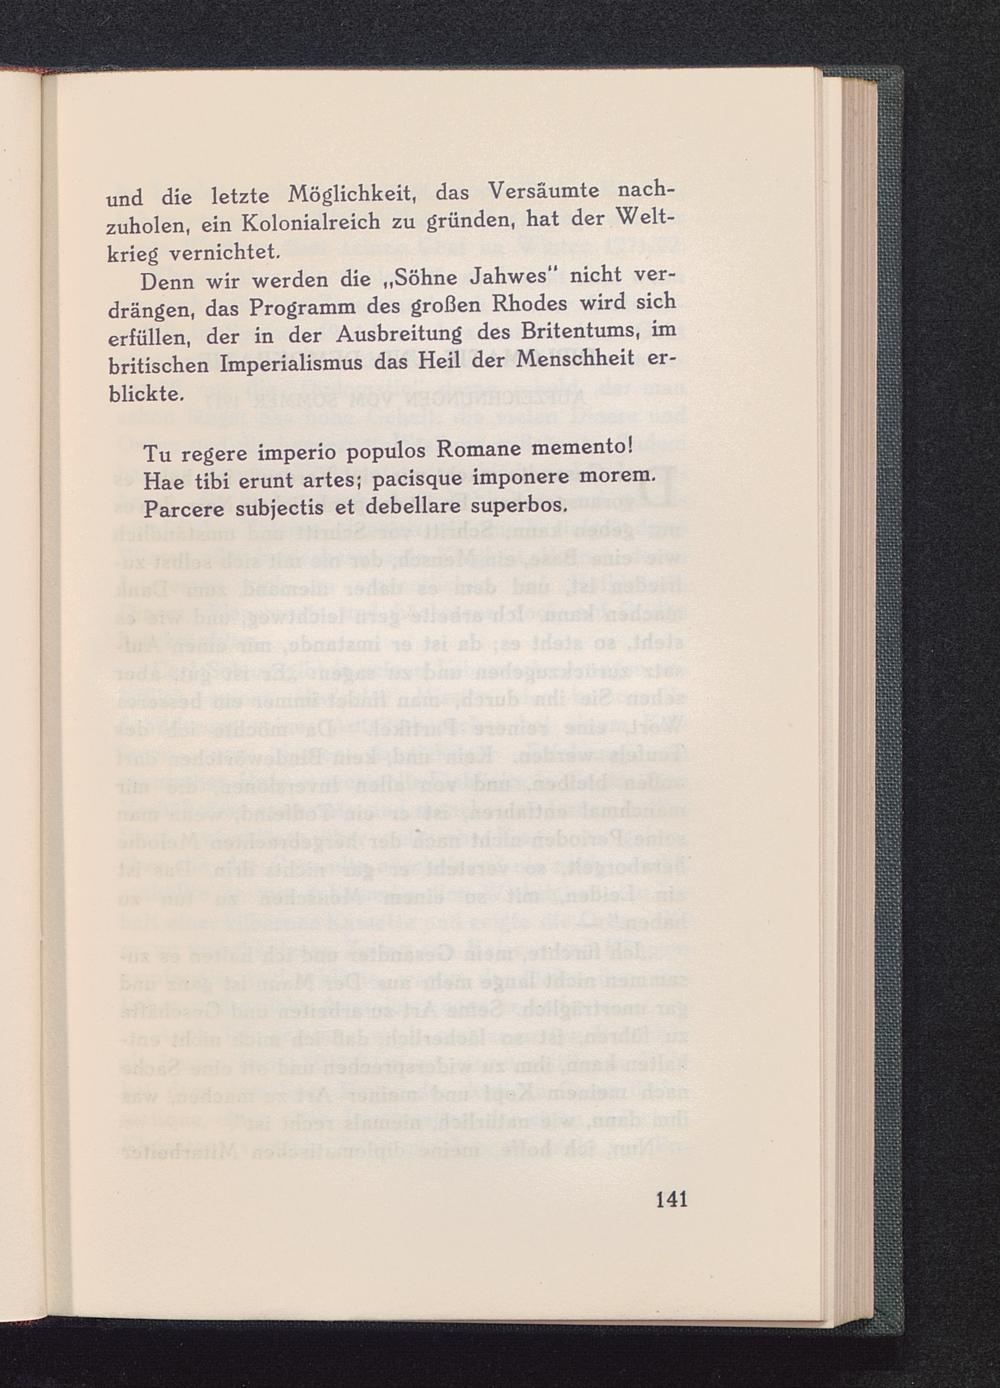 und die letzte Möglichkeit, das Versäumte nach-
zuholen, ein Kolonialreich zu gründen, hat der Welt-
krieg vernichtet.
Denn wir werden die „Söhne Jahwes“ nicht ver-
drängen, das Programm des großen Rhodes wird sich
erfüllen, der in der Ausbreitung des Britentums, im
britischen Imperialismus das Heil der Menschheit er-
blickte.
Tu regere imperio populos Romane memento!
Hae tibi erunt artes; pacisque imponere morem.
Parcere subjectis et debellare superbos.
141